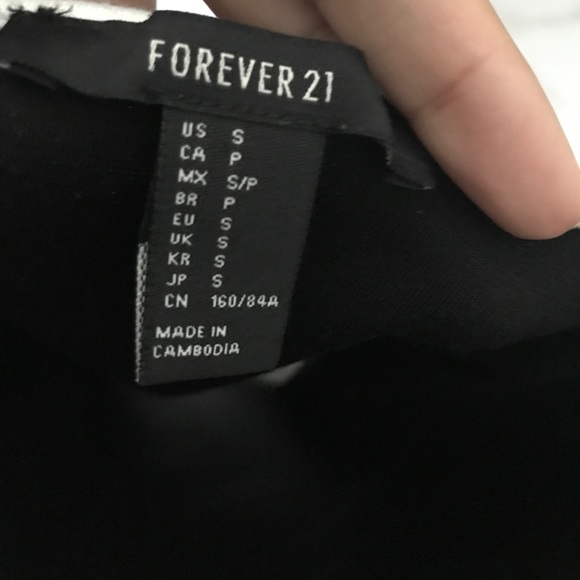 FOREVER 21
US S
CA P
MX S/P
BR P
EU S
UK S
KR S
JP S
CN 160/84A
MADE IN
CAMBODIA